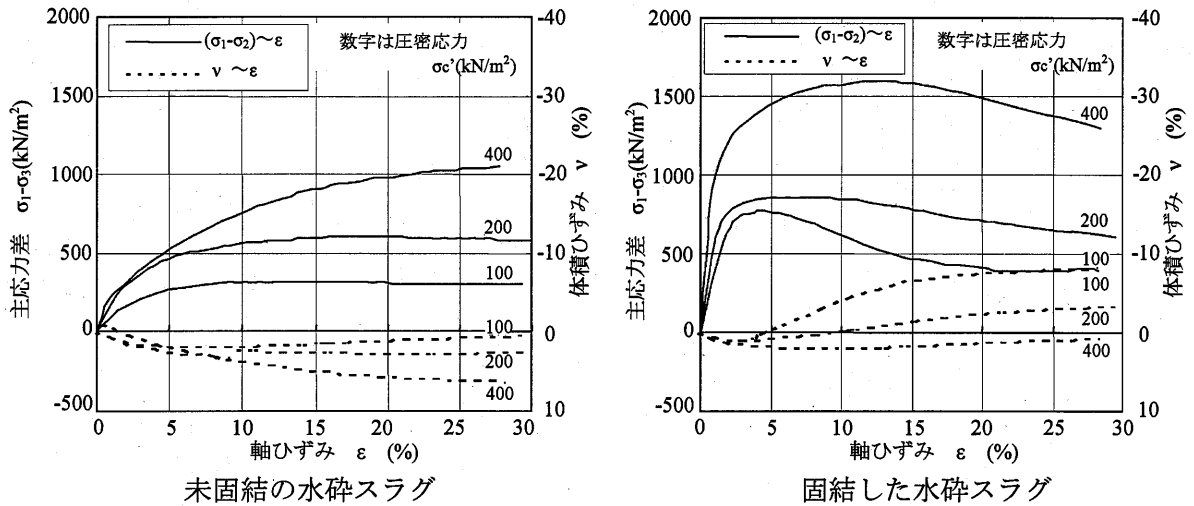 2000
1500
1000
500
0
-500
主応力差 σ₁-σ₃(kN/m²)
(σ₁-σ₂)~ε
ν ~ε
数字は圧密応力
σc'(kN/m²)
400
200
100
100
200
400
-40
-30
-20
-10
0
10
体積ひずみ ν (%)
0 5 10 15 20 25 30
軸ひずみ ε (%)
未固結の水砕スラグ
2000
1500
1000
500
0
-500
主応力差 σ₁-σ₃(kN/m²)
(σ₁-σ₂)~ε
ν ~ε
数字は圧密応力
σc'(kN/m²)
400
200
100
100
200
400
-40
-30
-20
-10
0
10
体積ひずみ ν (%)
0 5 10 15 20 25 30
軸ひずみ ε (%)
固結した水砕スラグ